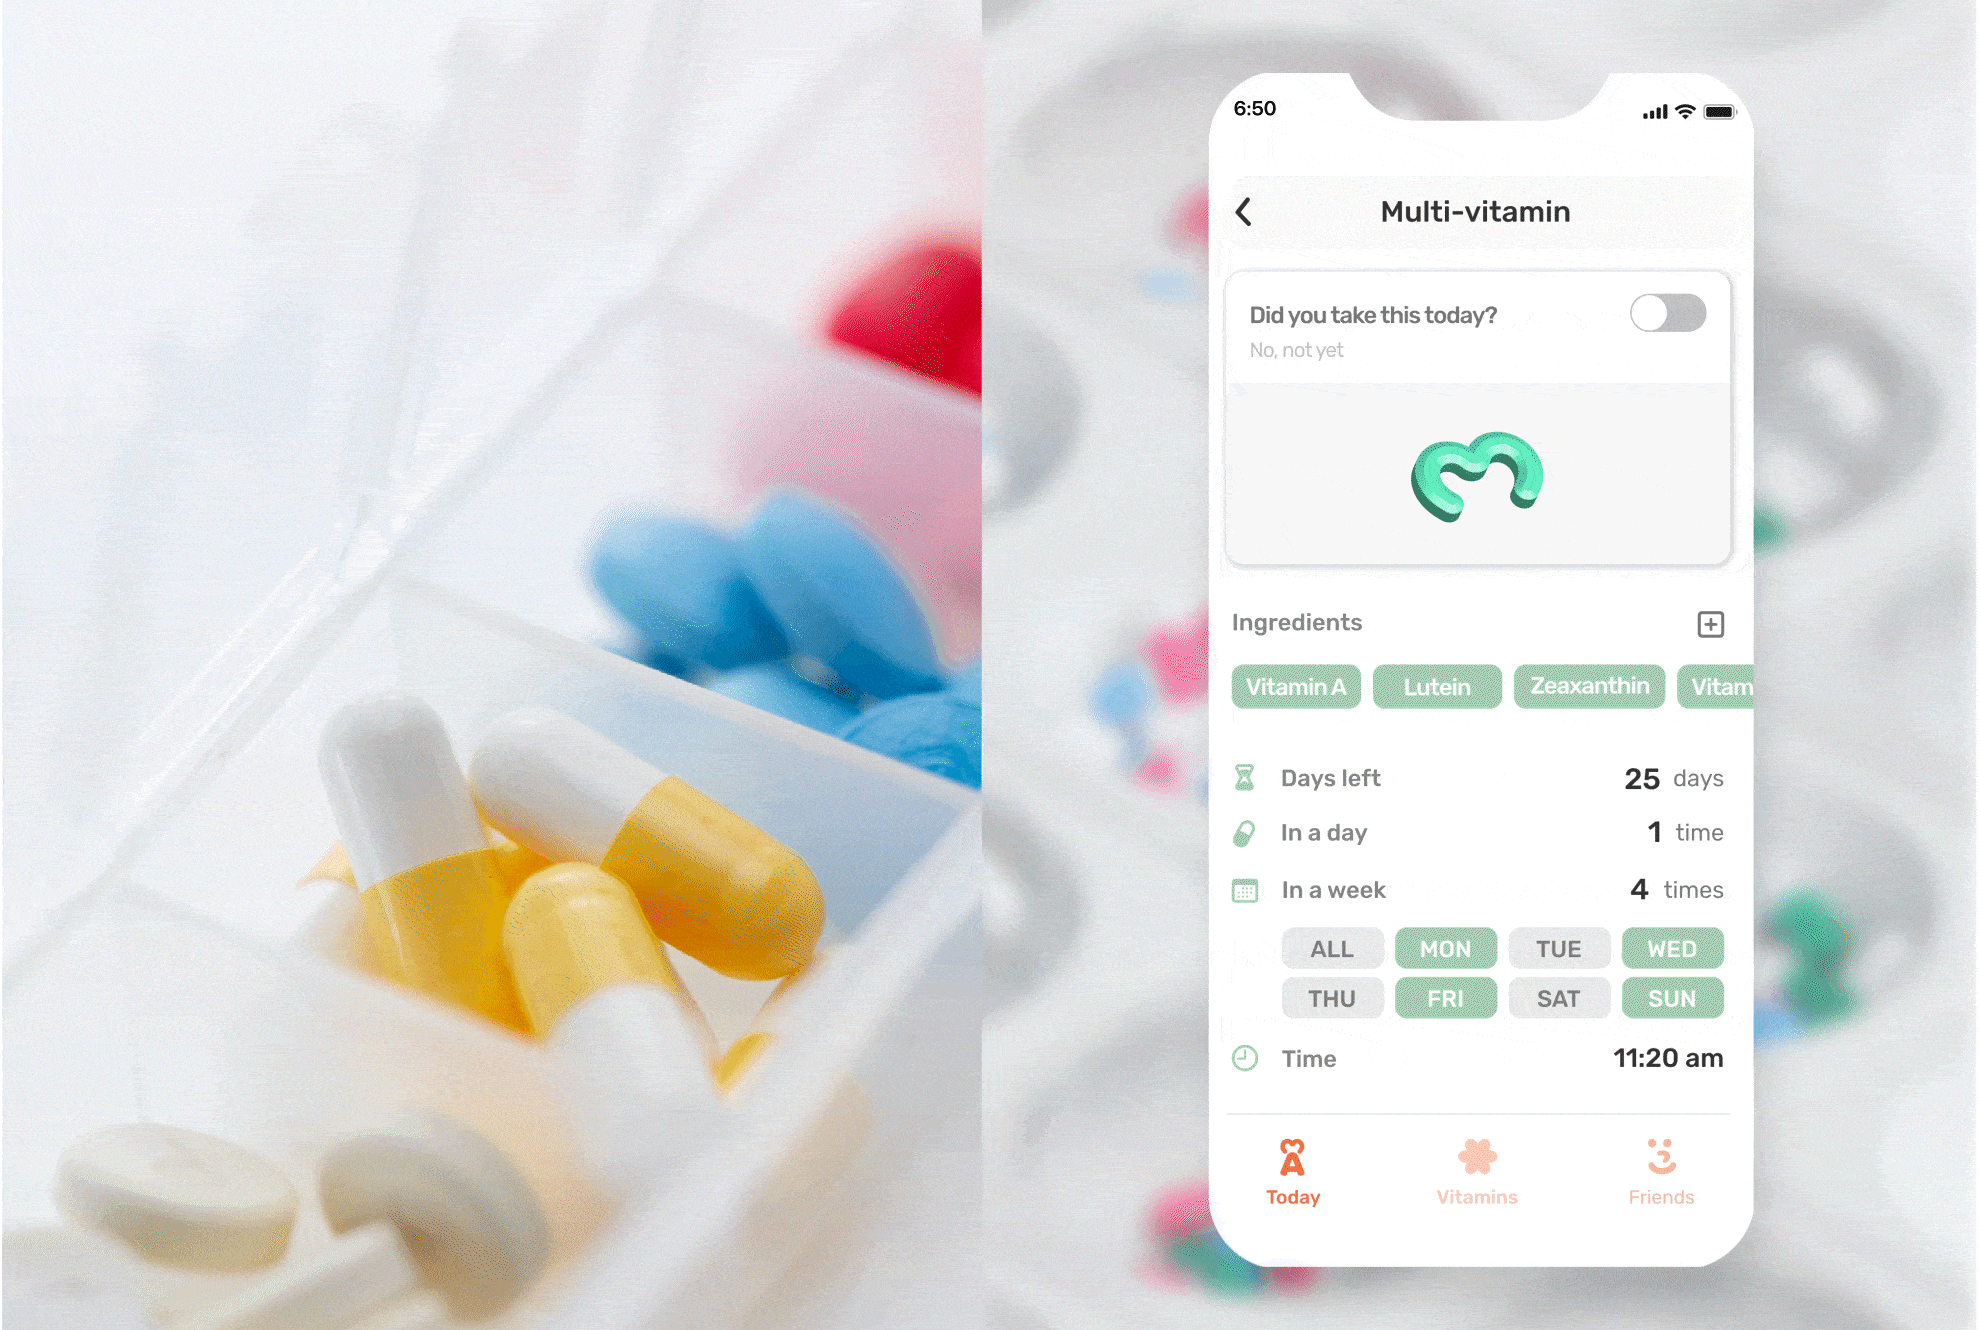 6:50
Multi-vitamin
Did you take this today?
No, not yet
Ingredients
Vitamin A Lutein Zeaxanthin Vitam
Days left 25 days
In a day 1 time
In a week 4 times
ALL MON TUE WED
THU FRI SAT SUN
Time 11:20 am
Today Vitamins Friends